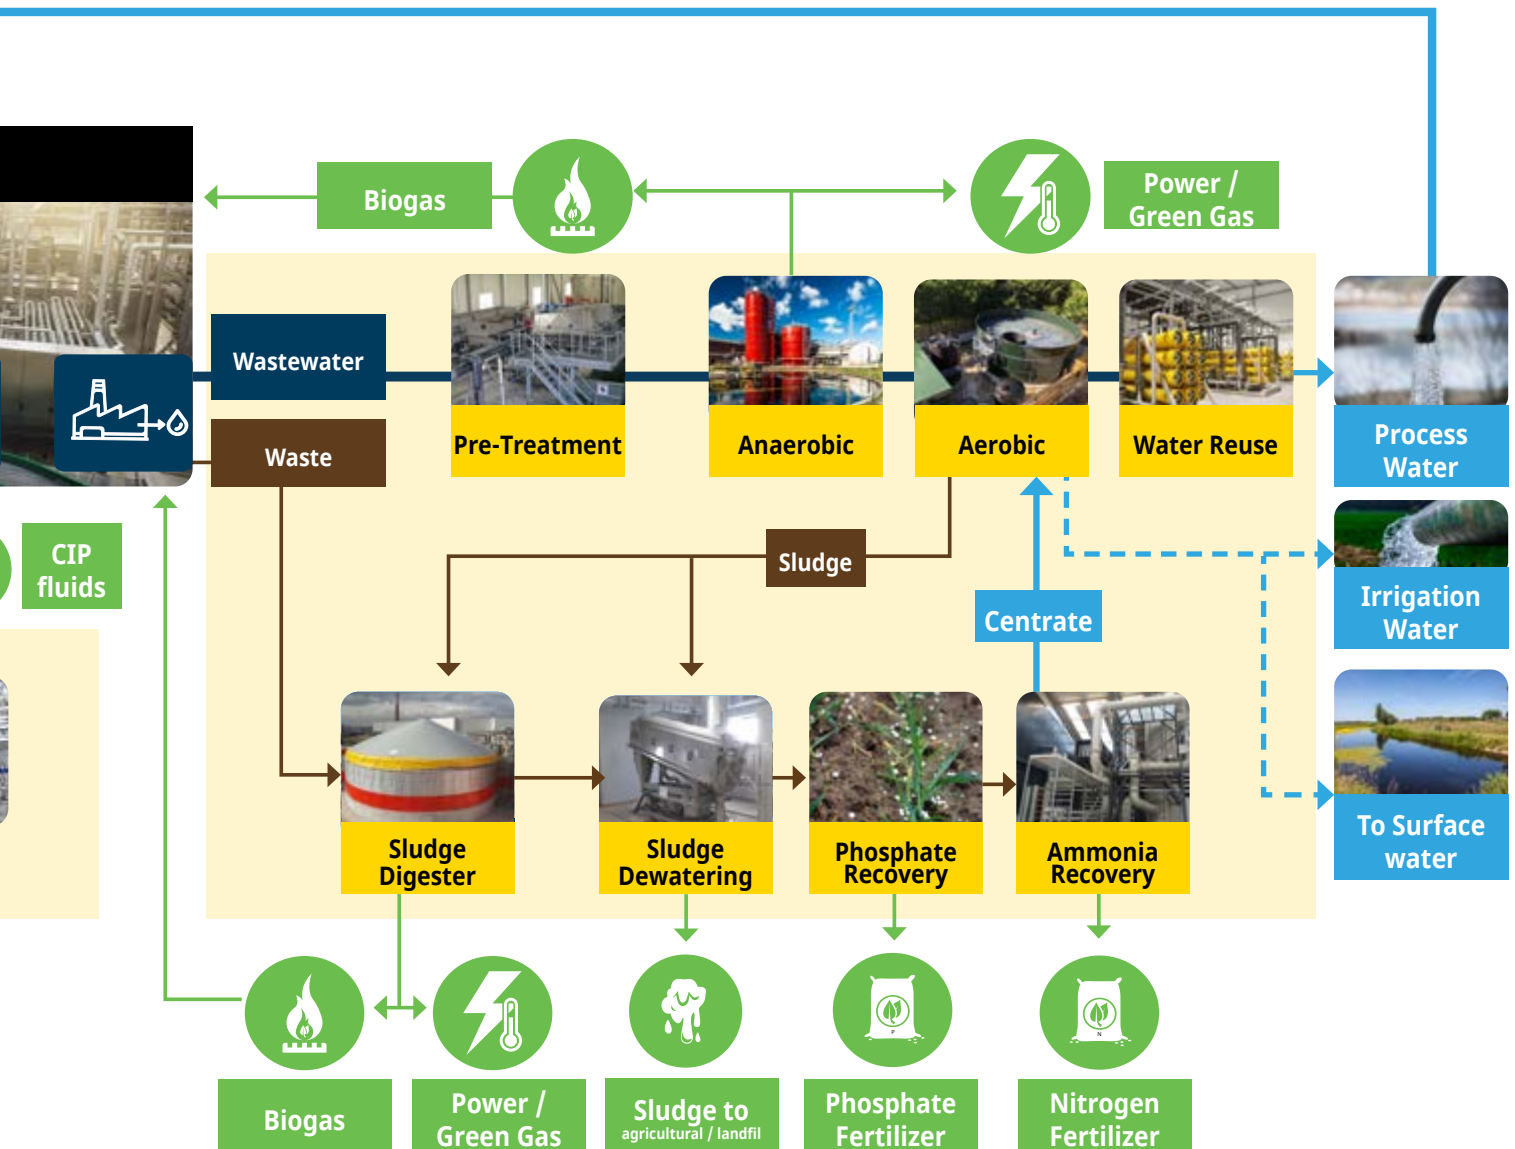 Biogas
Power /
Green Gas
Wastewater
Waste
Pre-Treatment
Anaerobic
Aerobic
Water Reuse
Process
Water
CIP
fluids
Sludge
Centrate
Irrigation
Water
Sludge
Digester
Sludge
Dewatering
Phosphate
Recovery
Ammonia
Recovery
To Surface
water
P
N
Biogas
Power /
Green Gas
Sludge to
agricultural / landfil
Phosphate
Fertilizer
Nitrogen
Fertilizer